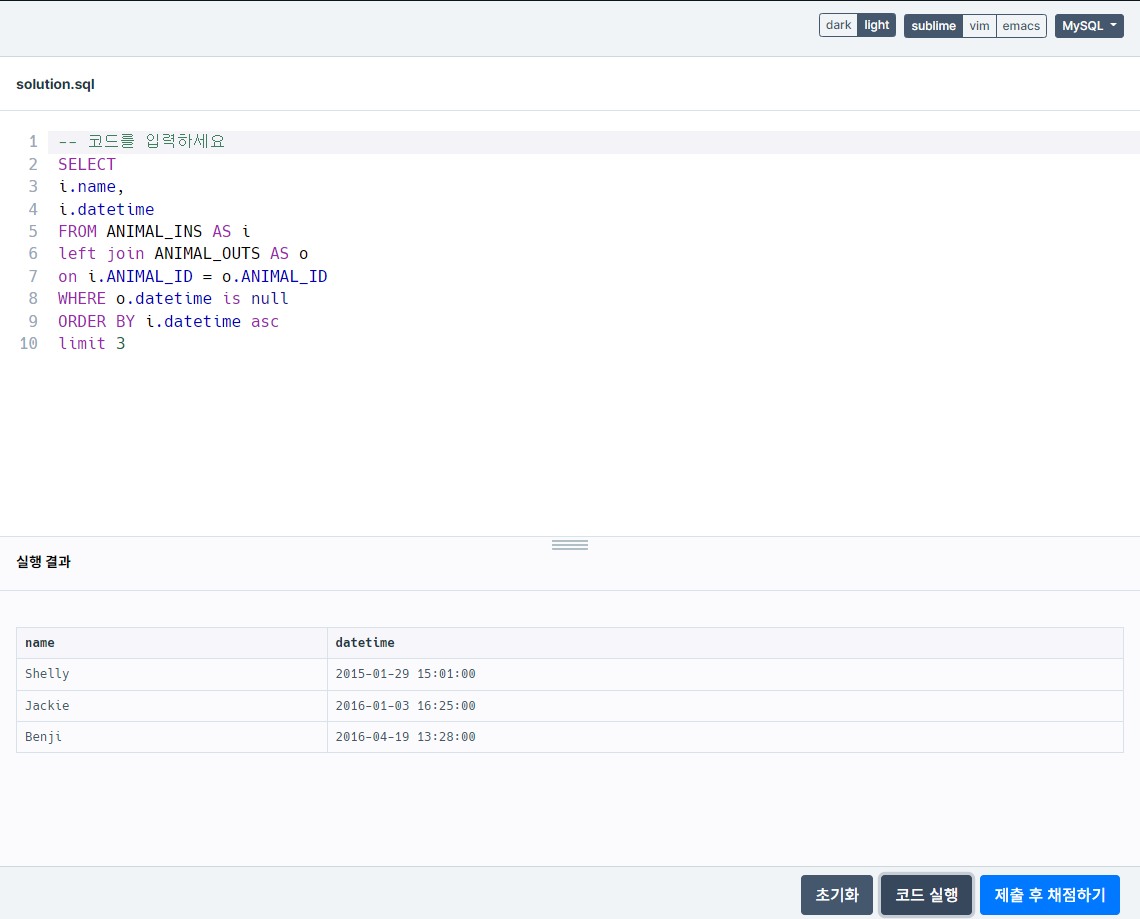 dark light sublime vim emacs MySQL
solution.sql
1 -- 코드를 입력하세요
2 SELECT
3 i.name,
4 i.datetime
5 FROM ANIMAL_INS AS i
6 left join ANIMAL_OUTS AS o
7 on i.ANIMAL_ID = o.ANIMAL_ID
8 WHERE o.datetime is null
9 ORDER BY i.datetime asc
10 limit 3
실행 결과
name datetime
Shelly 2015-01-29 15:01:00
Jackie 2016-01-03 16:25:00
Benji 2016-04-19 13:28:00
초기화 코드 실행 제출 후 채점하기